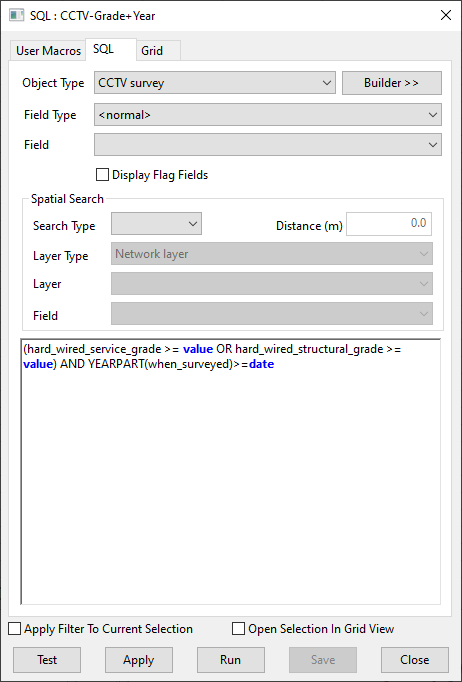 SQL : CCTV-Grade+Year
User Macros SQL Grid
Object Type CCTV survey Builder >>
Field Type <normal>
Field
Display Flag Fields
Spatial Search
Search Type Distance (m) 0.0
Layer Type Network layer
Layer
Field
(hard_wired_service_grade >= value OR hard_wired_structural_grade >=
value) AND YEARPART(when_surveyed)>=date
Apply Filter To Current Selection Open Selection In Grid View
Test Apply Run Save Close